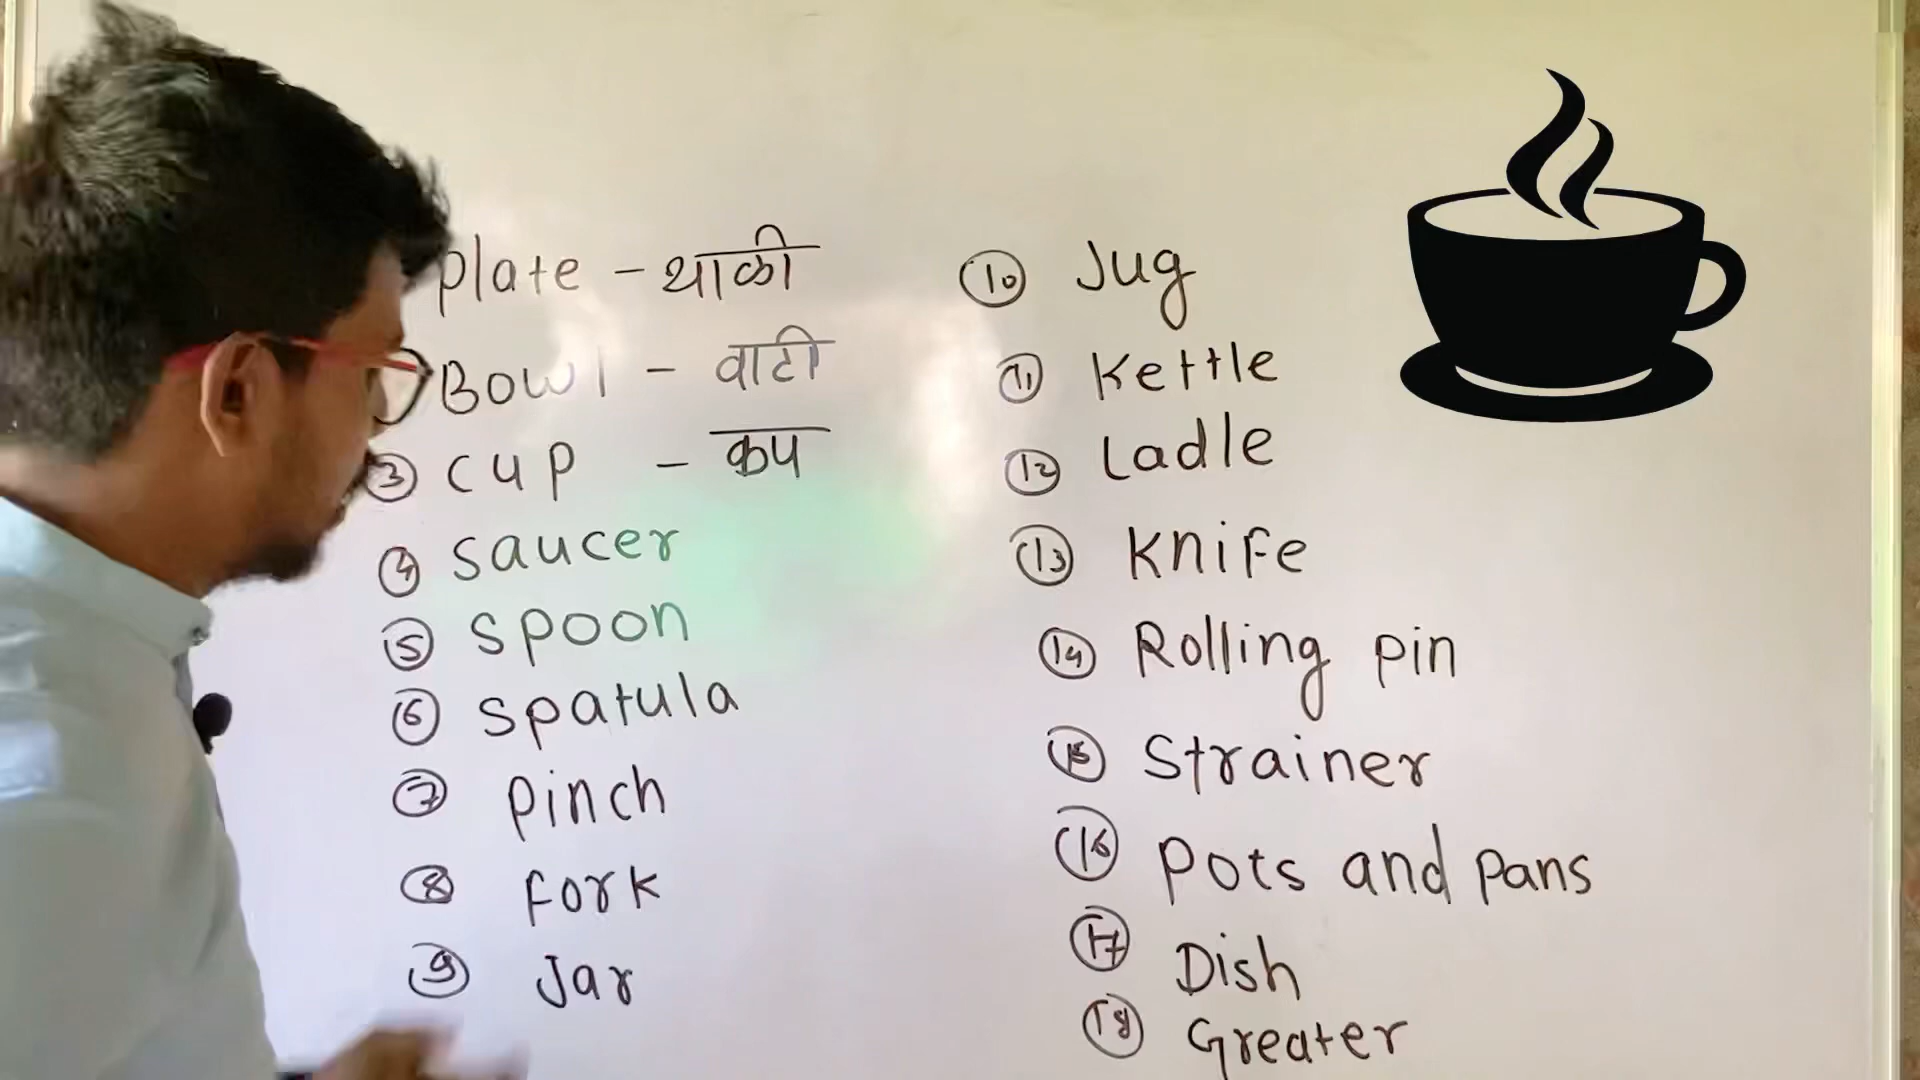 Plate - थाळी
Bowl - वाटी
③ cup - कप
④ saucer
⑤ spoon
⑥ spatula
⑦ pinch
⑧ fork
⑨ Jar
⑩ Jug
⑪ Kettle
⑫ Ladle
⑬ Knife
⑭ Rolling pin
⑮ Strainer
⑯ pots and pans
⑰ Dish
⑱ Greater